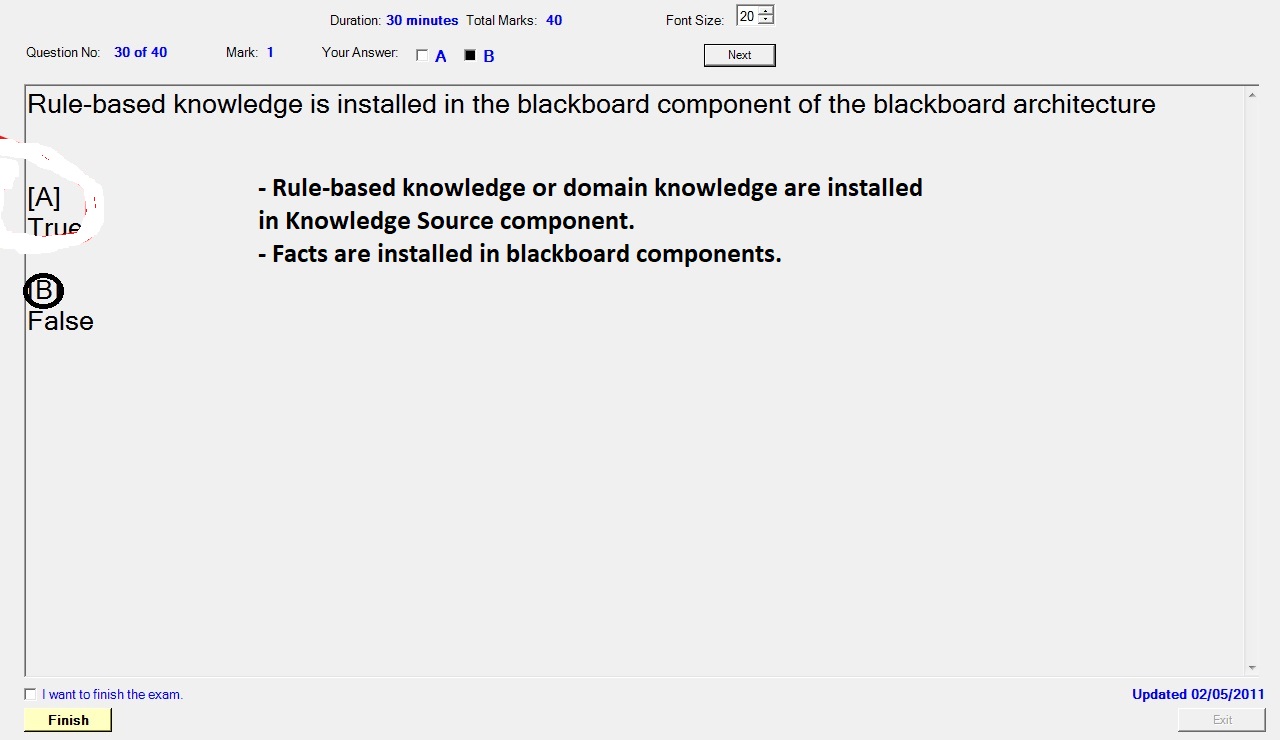 Duration: 30 minutes Total Marks: 40 Font Size: 20
Question No: 30 of 40 Mark: 1 Your Answer: A B Next
Rule-based knowledge is installed in the blackboard component of the blackboard architecture
[A]
True
- Rule-based knowledge or domain knowledge are installed
in Knowledge Source component.
- Facts are installed in blackboard components.
[B]
False
I want to finish the exam. Updated 02/05/2011
Finish Exit